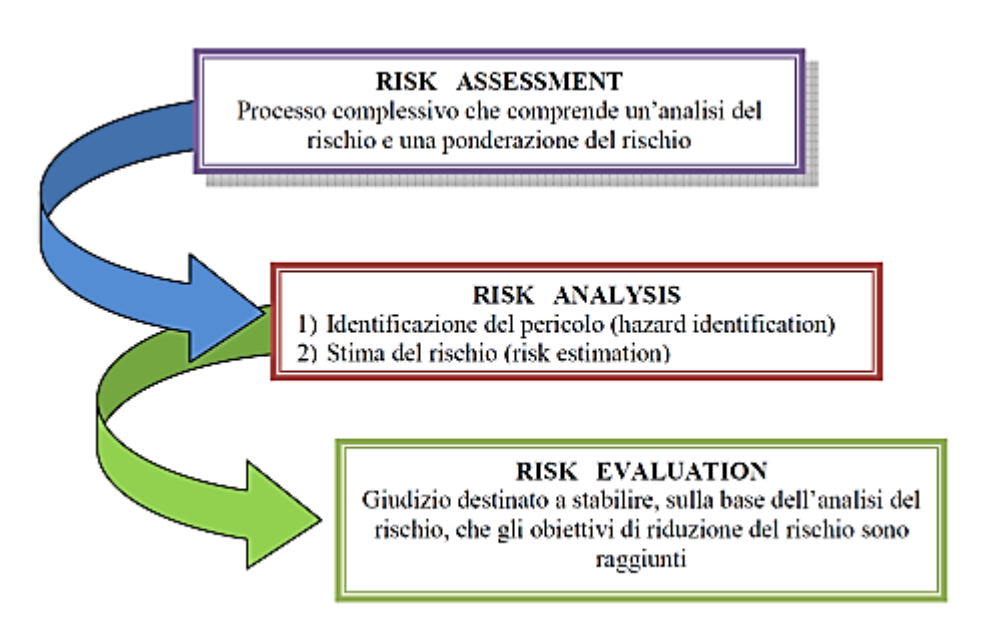 RISK ASSESSMENT
Processo complessivo che comprende un'analisi del
rischio e una ponderazione del rischio
RISK ANALYSIS
1) Identificazione del pericolo (hazard identification)
2) Stima del rischio (risk estimation)
RISK EVALUATION
Giudizio destinato a stabilire, sulla base dell'analisi del
rischio, che gli obiettivi di riduzione del rischio sono
raggiunti